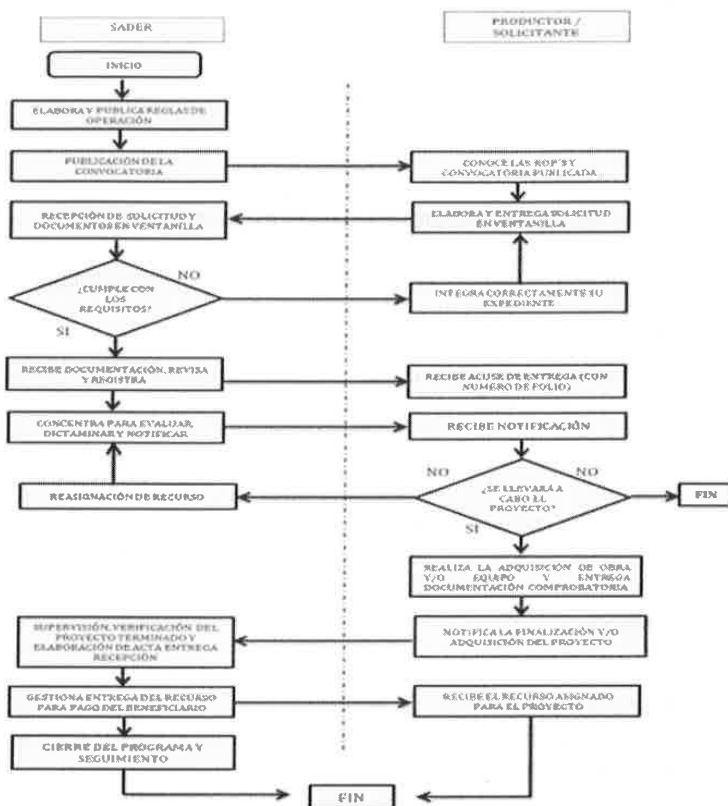 SADER
PRODUCTOR /
SOLICITANTE
INICIO
ELABORA Y PUBLICA REGLAS DE
OPERACIÓN
PUBLICACIÓN DE LA
CONVOCATORIA
CONOCE LAS ROP'S Y
CONVOCATORIA PUBLICADA
RECEPCIÓN DE SOLICITUD Y
DOCUMENTOS EN VENTANILLA
ELABORA Y ENTREGA SOLICITUD
EN VENTANILLA
¿CUMPLE CON
LOS
REQUISITOS?
NO
SI
INTEGRA CORRECTAMENTE SU
EXPEDIENTE
RECIBE DOCUMENTACIÓN, REVISA
Y REGISTRA
RECIBE ACUSE DE ENTREGA (CON
NUMERO DE FOLIO)
CONCENTRA PARA EVALUAR,
DICTAMINAR Y NOTIFICAR
RECIBE NOTIFICACIÓN
NO
NO
REASIGNACIÓN DE RECURSO
¿SE LLEVARÁ A
CABO EL
PROYECTO?
FIN
SI
REALIZA LA ADQUISICIÓN DE OBRA
Y/O EQUIPO Y ENTREGA
DOCUMENTACIÓN COMPROBATORIA
SUPERVISIÓN, VERIFICACIÓN DEL
PROYECTO TERMINADO Y
ELABORACIÓN DE ACTA ENTREGA
RECEPCIÓN
NOTIFICA LA FINALIZACIÓN Y/O
ADQUISICIÓN DEL PROYECTO
GESTIONA ENTREGA DEL RECURSO
PARA PAGO DEL BENEFICIARIO
RECIBE EL RECURSO ASIGNADO
PARA EL PROYECTO
CIERRE DEL PROGRAMA Y
SEGUIMIENTO
FIN